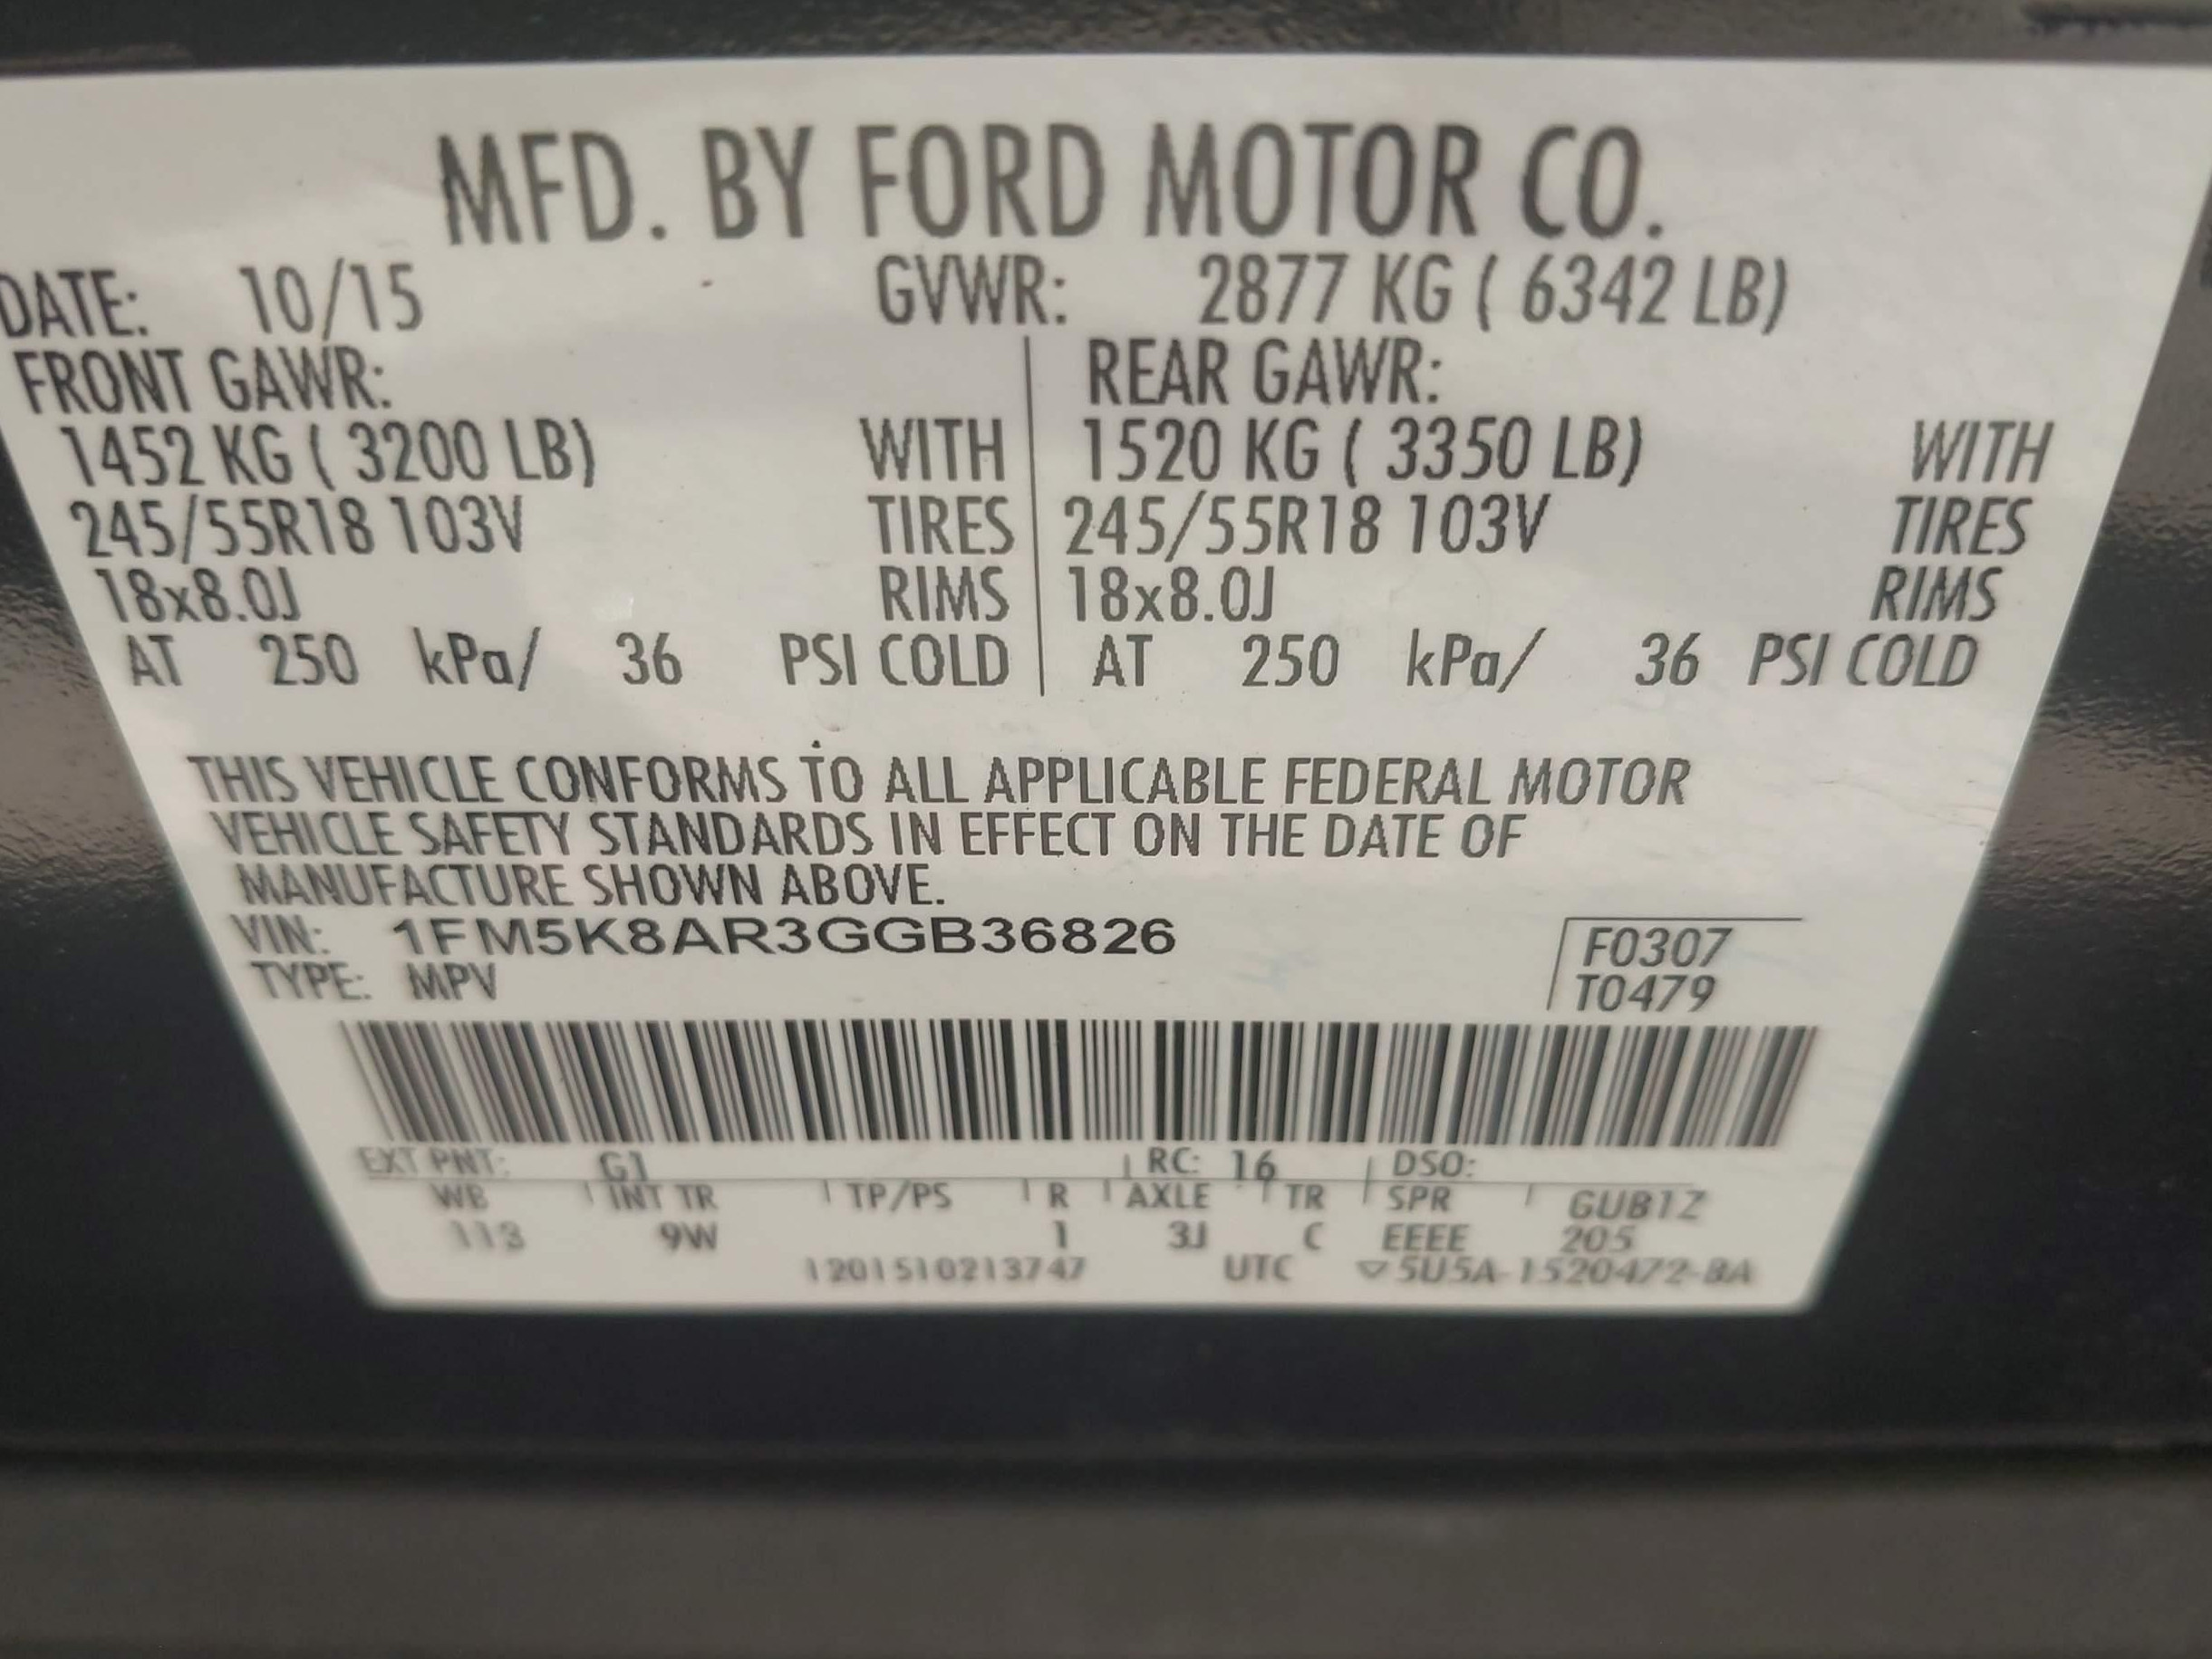 MFD. BY FORD MOTOR CO.
DATE: 10/15 GVWR: 2877 KG ( 6342 LB)
FRONT GAWR: REAR GAWR:
1452 KG ( 3200 LB) WITH 1520 KG ( 3350 LB) WITH
245/55R18 103V TIRES 245/55R18 103V TIRES
18x8.0J RIMS 18x8.0J RIMS
AT 250 kPa/ 36 PSI COLD AT 250 kPa/ 36 PSI COLD
THIS VEHICLE CONFORMS TO ALL APPLICABLE FEDERAL MOTOR
VEHICLE SAFETY STANDARDS IN EFFECT ON THE DATE OF
MANUFACTURE SHOWN ABOVE.
VIN: 1FM5K8AR3GGB36826 F0307
TYPE: MPV T0479
EXT PNT: G1 RC: 16 DSO:
WB INT TR TP/PS R AXLE TR SPR GUB1Z
113 9W 1 3J C EEEE 205
1201510213747 UTC ▽5U5A-1520472-BA